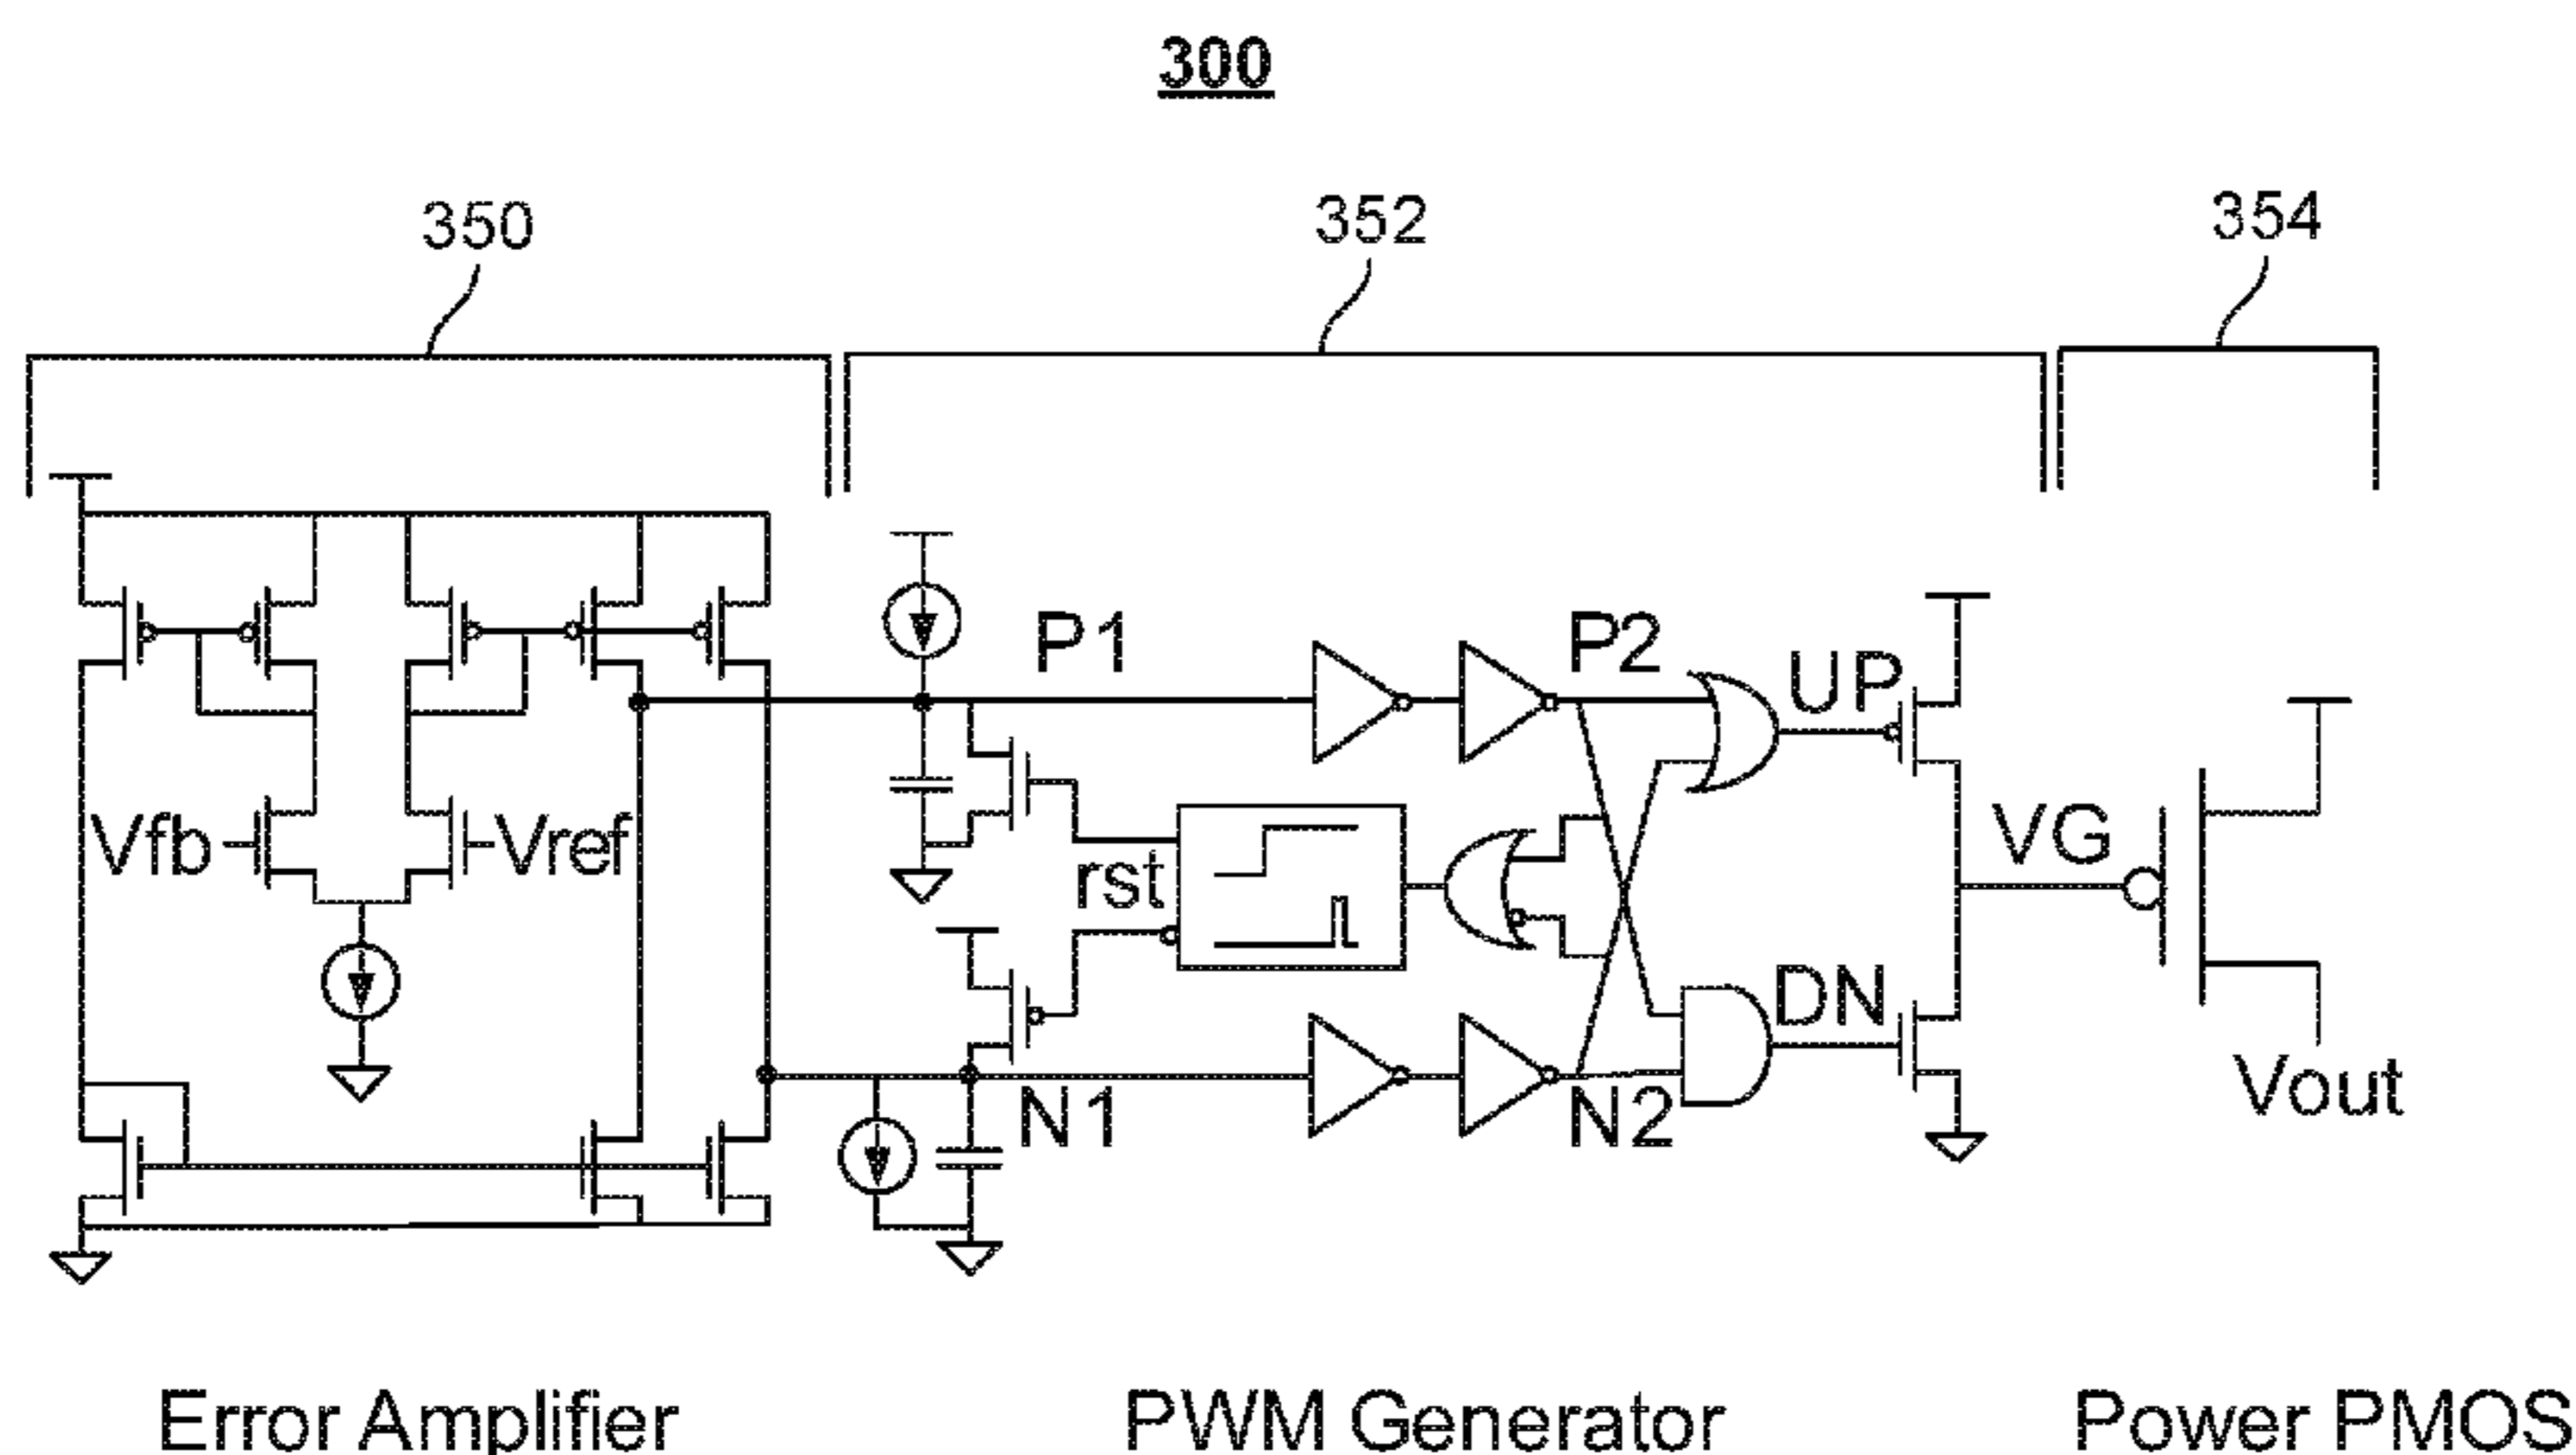 300
350
352
354
P1
P2
UP
Vfb
Vref
rst
VG
DN
N1
N2
Vout
Error Amplifier
PWM Generator
Power PMOS